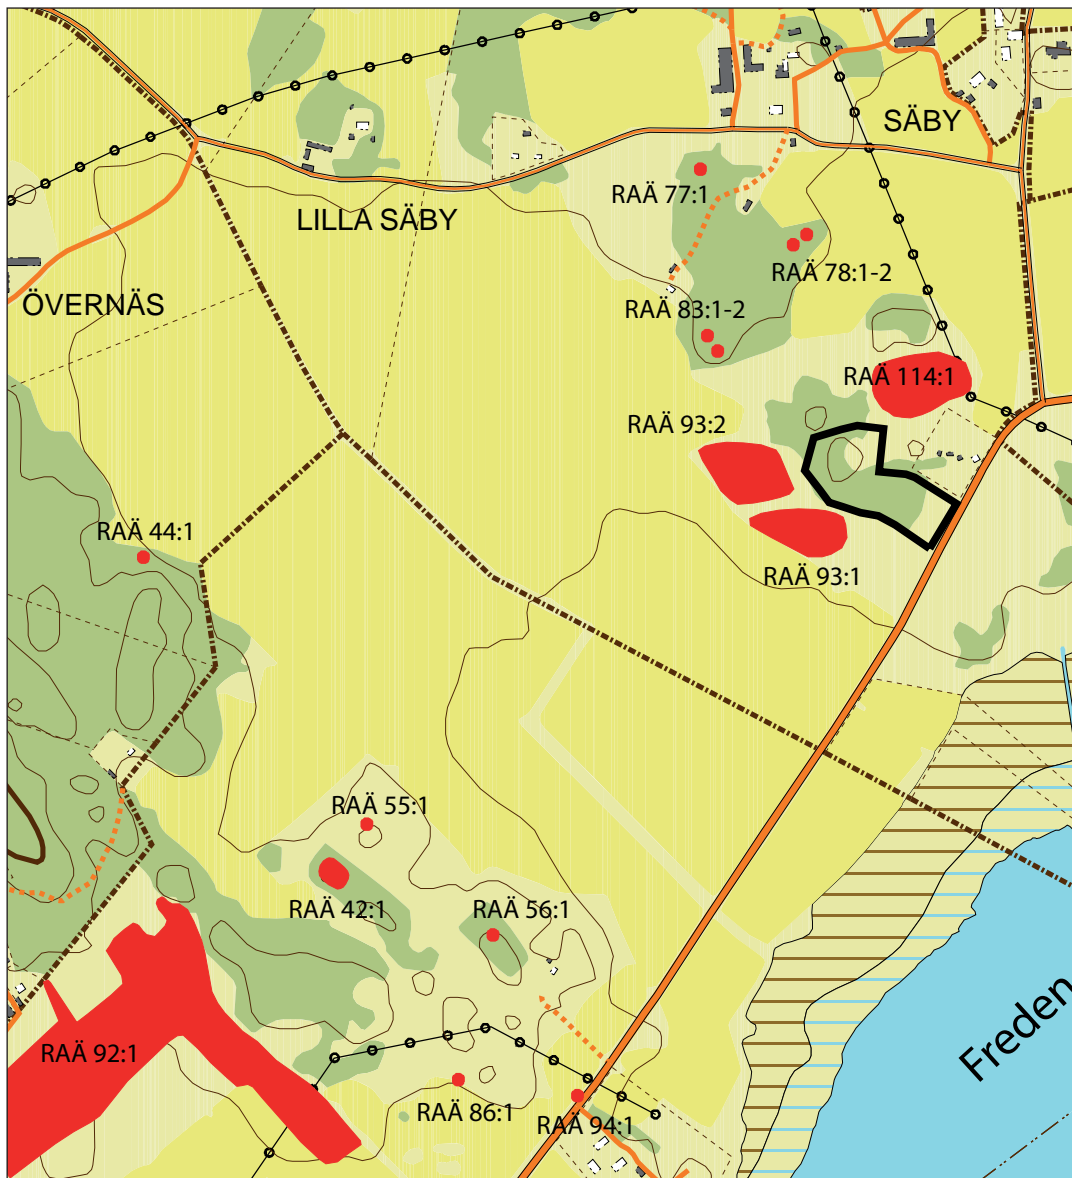 SÄBY
RAÄ 77:1
LILLA SÄBY
RAÄ 78:1-2
ÖVERNÄS
RAÄ 83:1-2
RAÄ 114:1
RAÄ 93:2
RAÄ 44:1
RAÄ 93:1
RAÄ 55:1
RAÄ 42:1
RAÄ 56:1
Freden
RAÄ 92:1
RAÄ 86:1
RAÄ 94:1